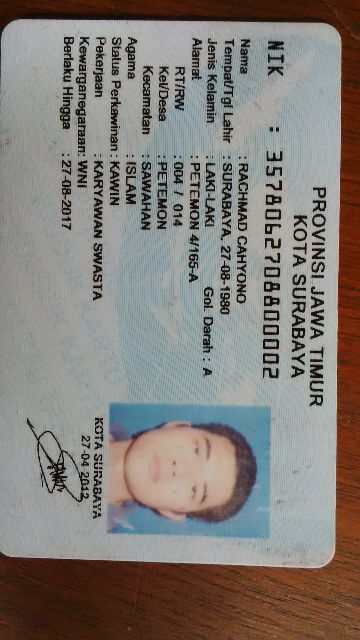 PROVINSI JAWA TIMUR
KOTA SURABAYA
NIK : 3578062708800002
Nama : RACHMAD CAHYONO
Tempat/Tgl Lahir : SURABAYA, 27-08-1980
Jenis Kelamin : LAKI-LAKI Gol. Darah : A
Alamat : PETEMON 4/165-A
RT/RW : 004 / 014
Kel/Desa : PETEMON
Kecamatan : SAWAHAN
Agama : ISLAM
Status Perkawinan : KAWIN
Pekerjaan : KARYAWAN SWASTA
Kewarganegaraan: WNI
Berlaku Hingga : 27-08-2017
KOTA SURABAYA
27-04-2012